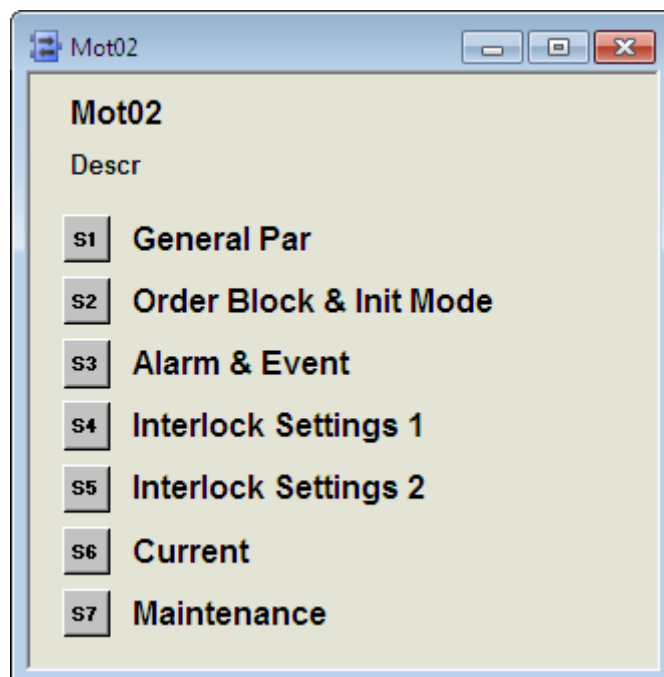 Mot02
Mot02
Descr
S1 General Par
S2 Order Block & Init Mode
S3 Alarm & Event
S4 Interlock Settings 1
S5 Interlock Settings 2
S6 Current
S7 Maintenance